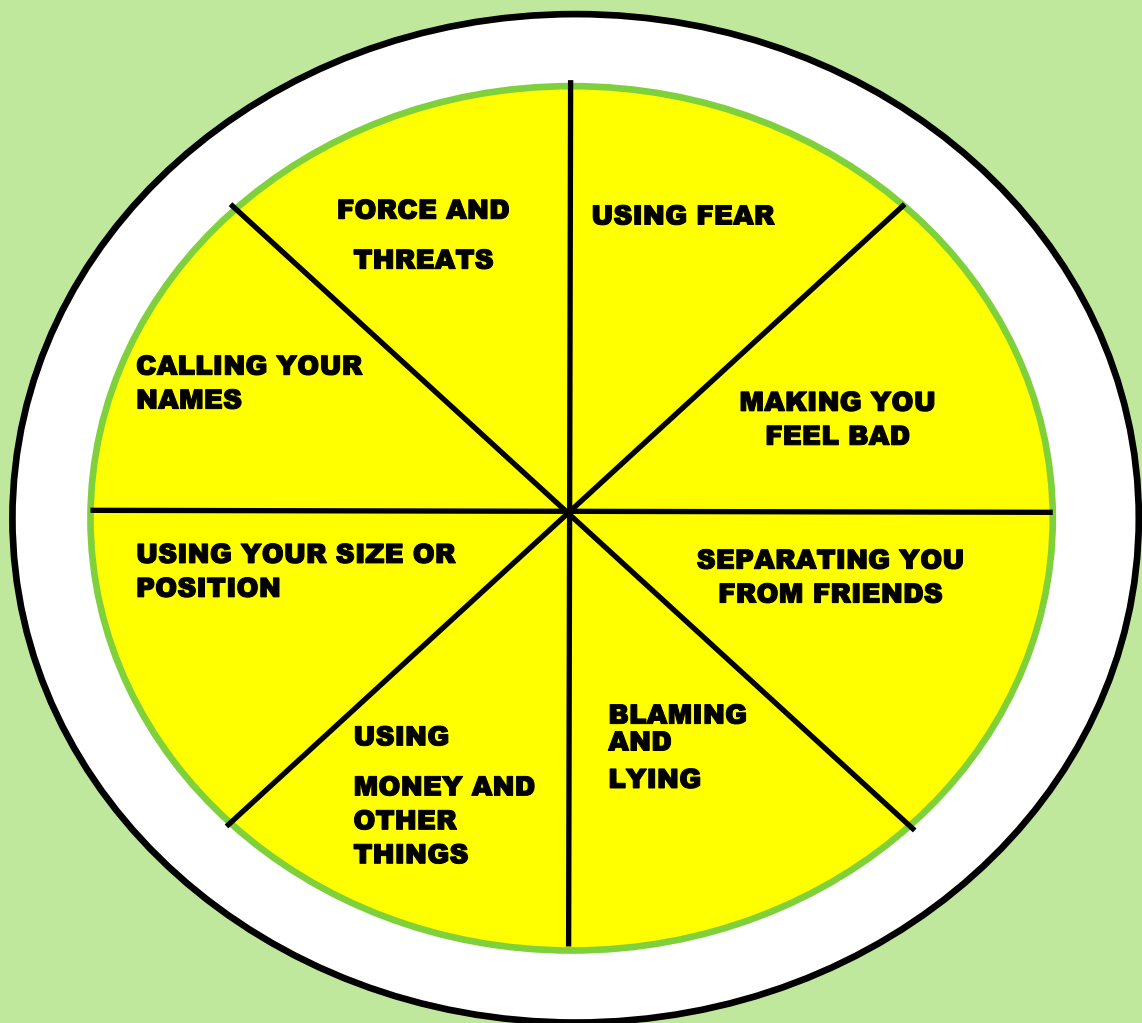 FORCE AND
THREATS
USING FEAR
MAKING YOU
FEEL BAD
SEPARATING YOU
FROM FRIENDS
BLAMING
AND
LYING
USING
MONEY AND
OTHER
THINGS
USING YOUR SIZE OR
POSITION
CALLING YOUR
NAMES